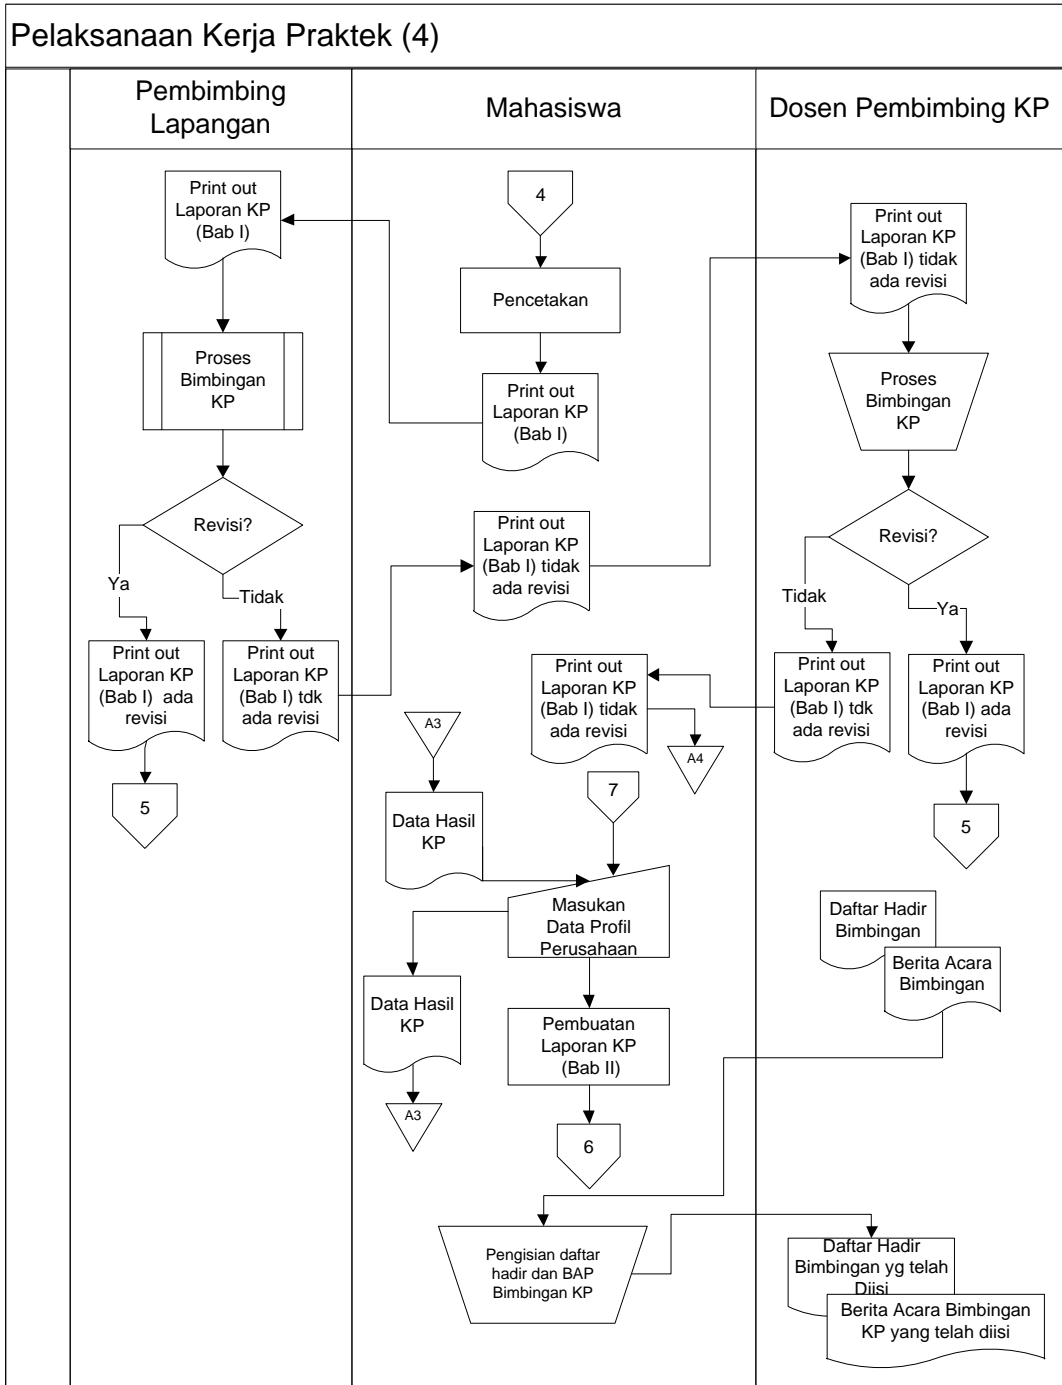 Pelaksanaan Kerja Praktek (4)
Pembimbing
Lapangan
Mahasiswa
Dosen Pembimbing KP
Print out
Laporan KP
(Bab I)
Proses
Bimbingan
KP
Revisi?
Ya
Tidak
Print out
Laporan KP
(Bab I) ada
revisi
Print out
Laporan KP
(Bab I) tdk
ada revisi
5
4
Pencetakan
Print out
Laporan KP
(Bab I)
Print out
Laporan KP
(Bab I) tidak
ada revisi
Print out
Laporan KP
(Bab I) tidak
ada revisi
A3
A4
7
Data Hasil
KP
Masukan
Data Profil
Perusahaan
Data Hasil
KP
A3
Pembuatan
Laporan KP
(Bab II)
6
Pengisian daftar
hadir dan BAP
Bimbingan KP
Print out
Laporan KP
(Bab I) tidak
ada revisi
Proses
Bimbingan
KP
Revisi?
Tidak
Ya
Print out
Laporan KP
(Bab I) tdk
ada revisi
Print out
Laporan KP
(Bab I) ada
revisi
5
Daftar Hadir
Bimbingan
Berita Acara
Bimbingan
Daftar Hadir
Bimbingan yg telah
Diisi
Berita Acara Bimbingan
KP yang telah diisi